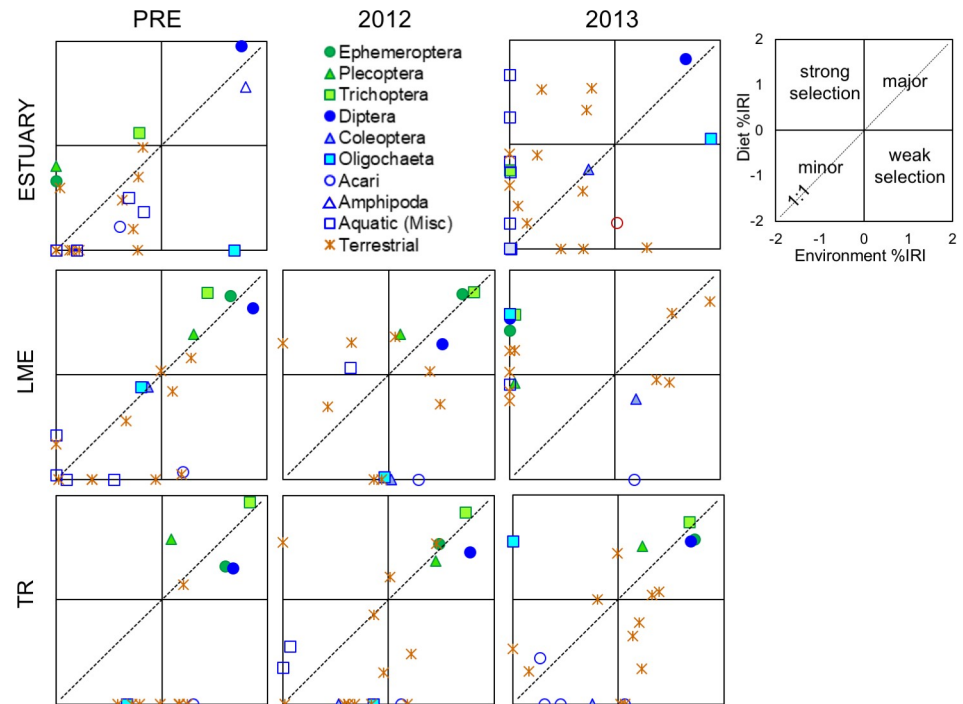 PRE
2012
2013
ESTUARY
LME
TR
Ephemeroptera
Plecoptera
Trichoptera
Diptera
Coleoptera
Oligochaeta
Acari
Amphipoda
Aquatic (Misc)
Terrestrial
Diet %IRI
2
1
0
-1
-2
strong
selection
major
minor
weak
selection
1:1
-2
-1
0
1
2
Environment %IRI